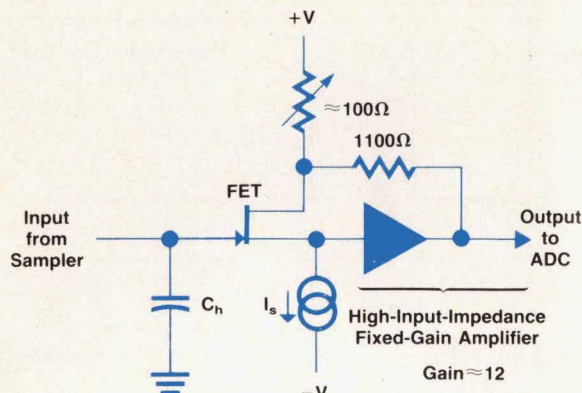 +V
≈100Ω
1100Ω
FET
Input
from
Sampler
Output
to
ADC
Ch
Is
High-Input-Impedance
Fixed-Gain Amplifier
Gain≈12
−V